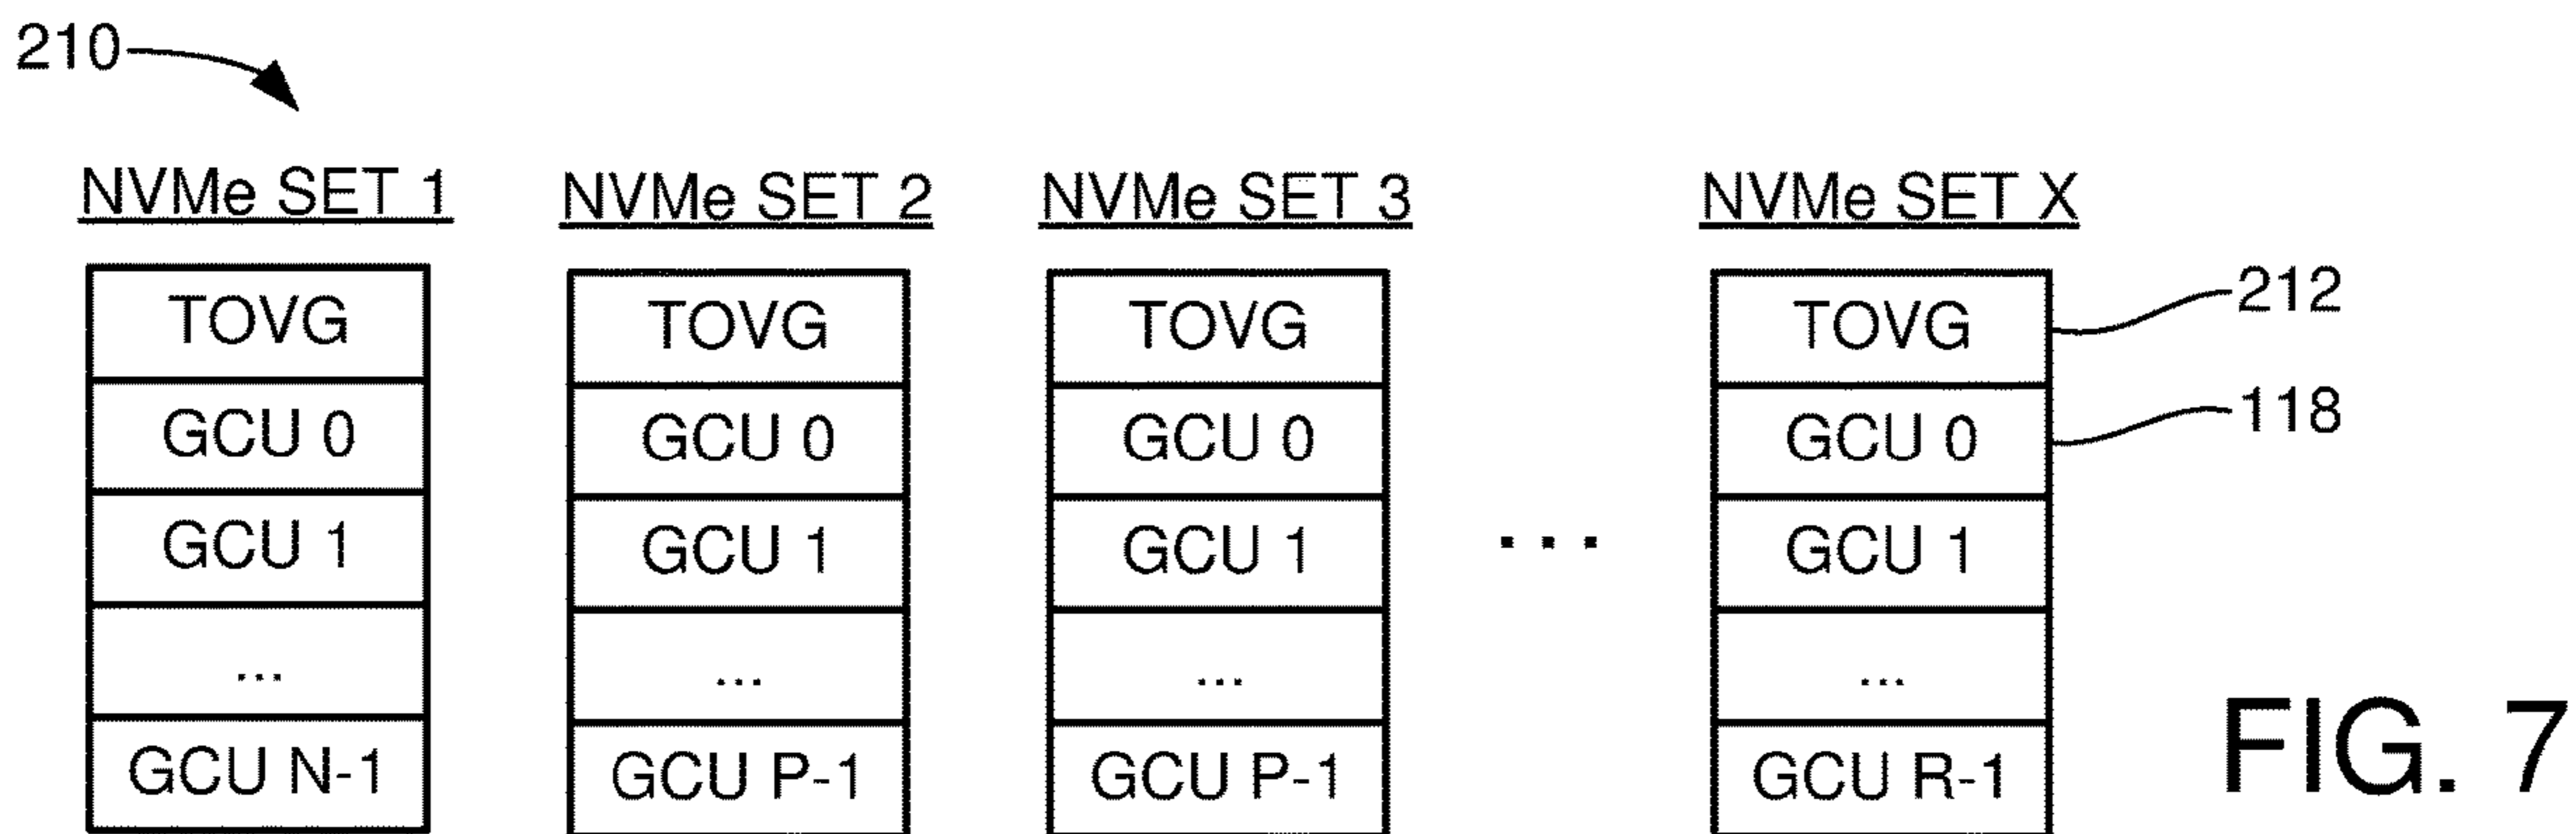 210
NVMe SET 1 NVMe SET 2 NVMe SET 3 NVMe SET X
TOVG TOVG TOVG TOVG 212
GCU 0 GCU 0 GCU 0 GCU 0 118
GCU 1 GCU 1 GCU 1 ... GCU 1
... ... ... ...
GCU N-1 GCU P-1 GCU P-1 GCU R-1
FIG. 7